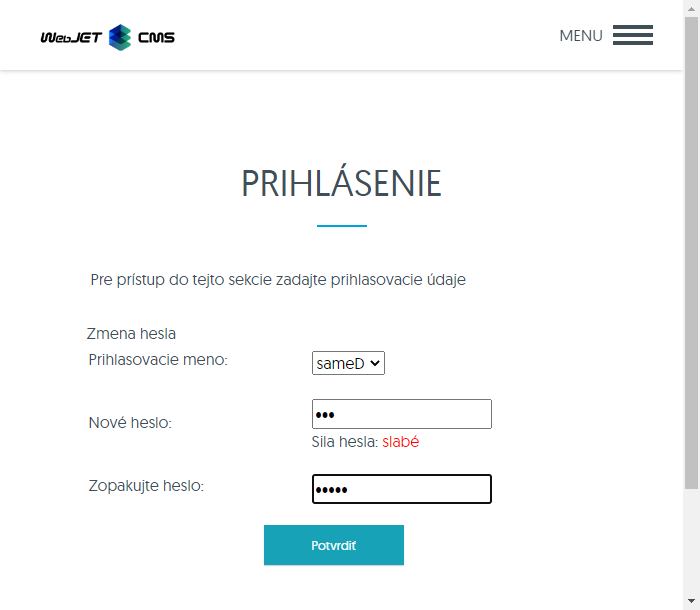 WebJET CMS
MENU
PRIHLÁSENIE
Pre prístup do tejto sekcie zadajte prihlasovacie údaje
Zmena hesla
Prihlasovacie meno: sameD
Nové heslo: •••
Sila hesla: slabé
Zopakujte heslo: •••••
Potvrdiť